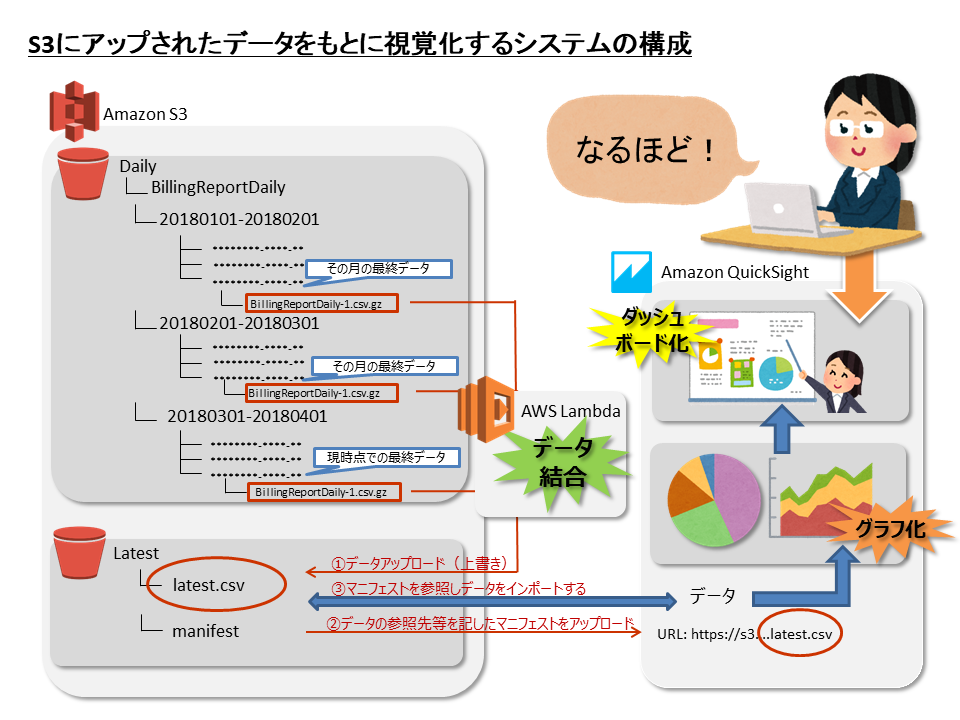 S3にアップされたデータをもとに視覚化するシステムの構成
Amazon S3
なるほど！
Daily
BillingReportDaily
20180101-20180201
その月の最終データ
BillingReportDaily-1.csv.gz
20180201-20180301
その月の最終データ
BillingReportDaily-1.csv.gz
20180301-20180401
現時点での最終データ
BillingReportDaily-1.csv.gz
AWS Lambda
データ
結合
Amazon QuickSight
ダッシュ
ボード化
グラフ化
Latest
latest.csv
manifest
①データアップロード（上書き）
③マニフェストを参照しデータをインポートする
②データの参照先等を記したマニフェストをアップロード
データ
URL: https://s3....latest.csv